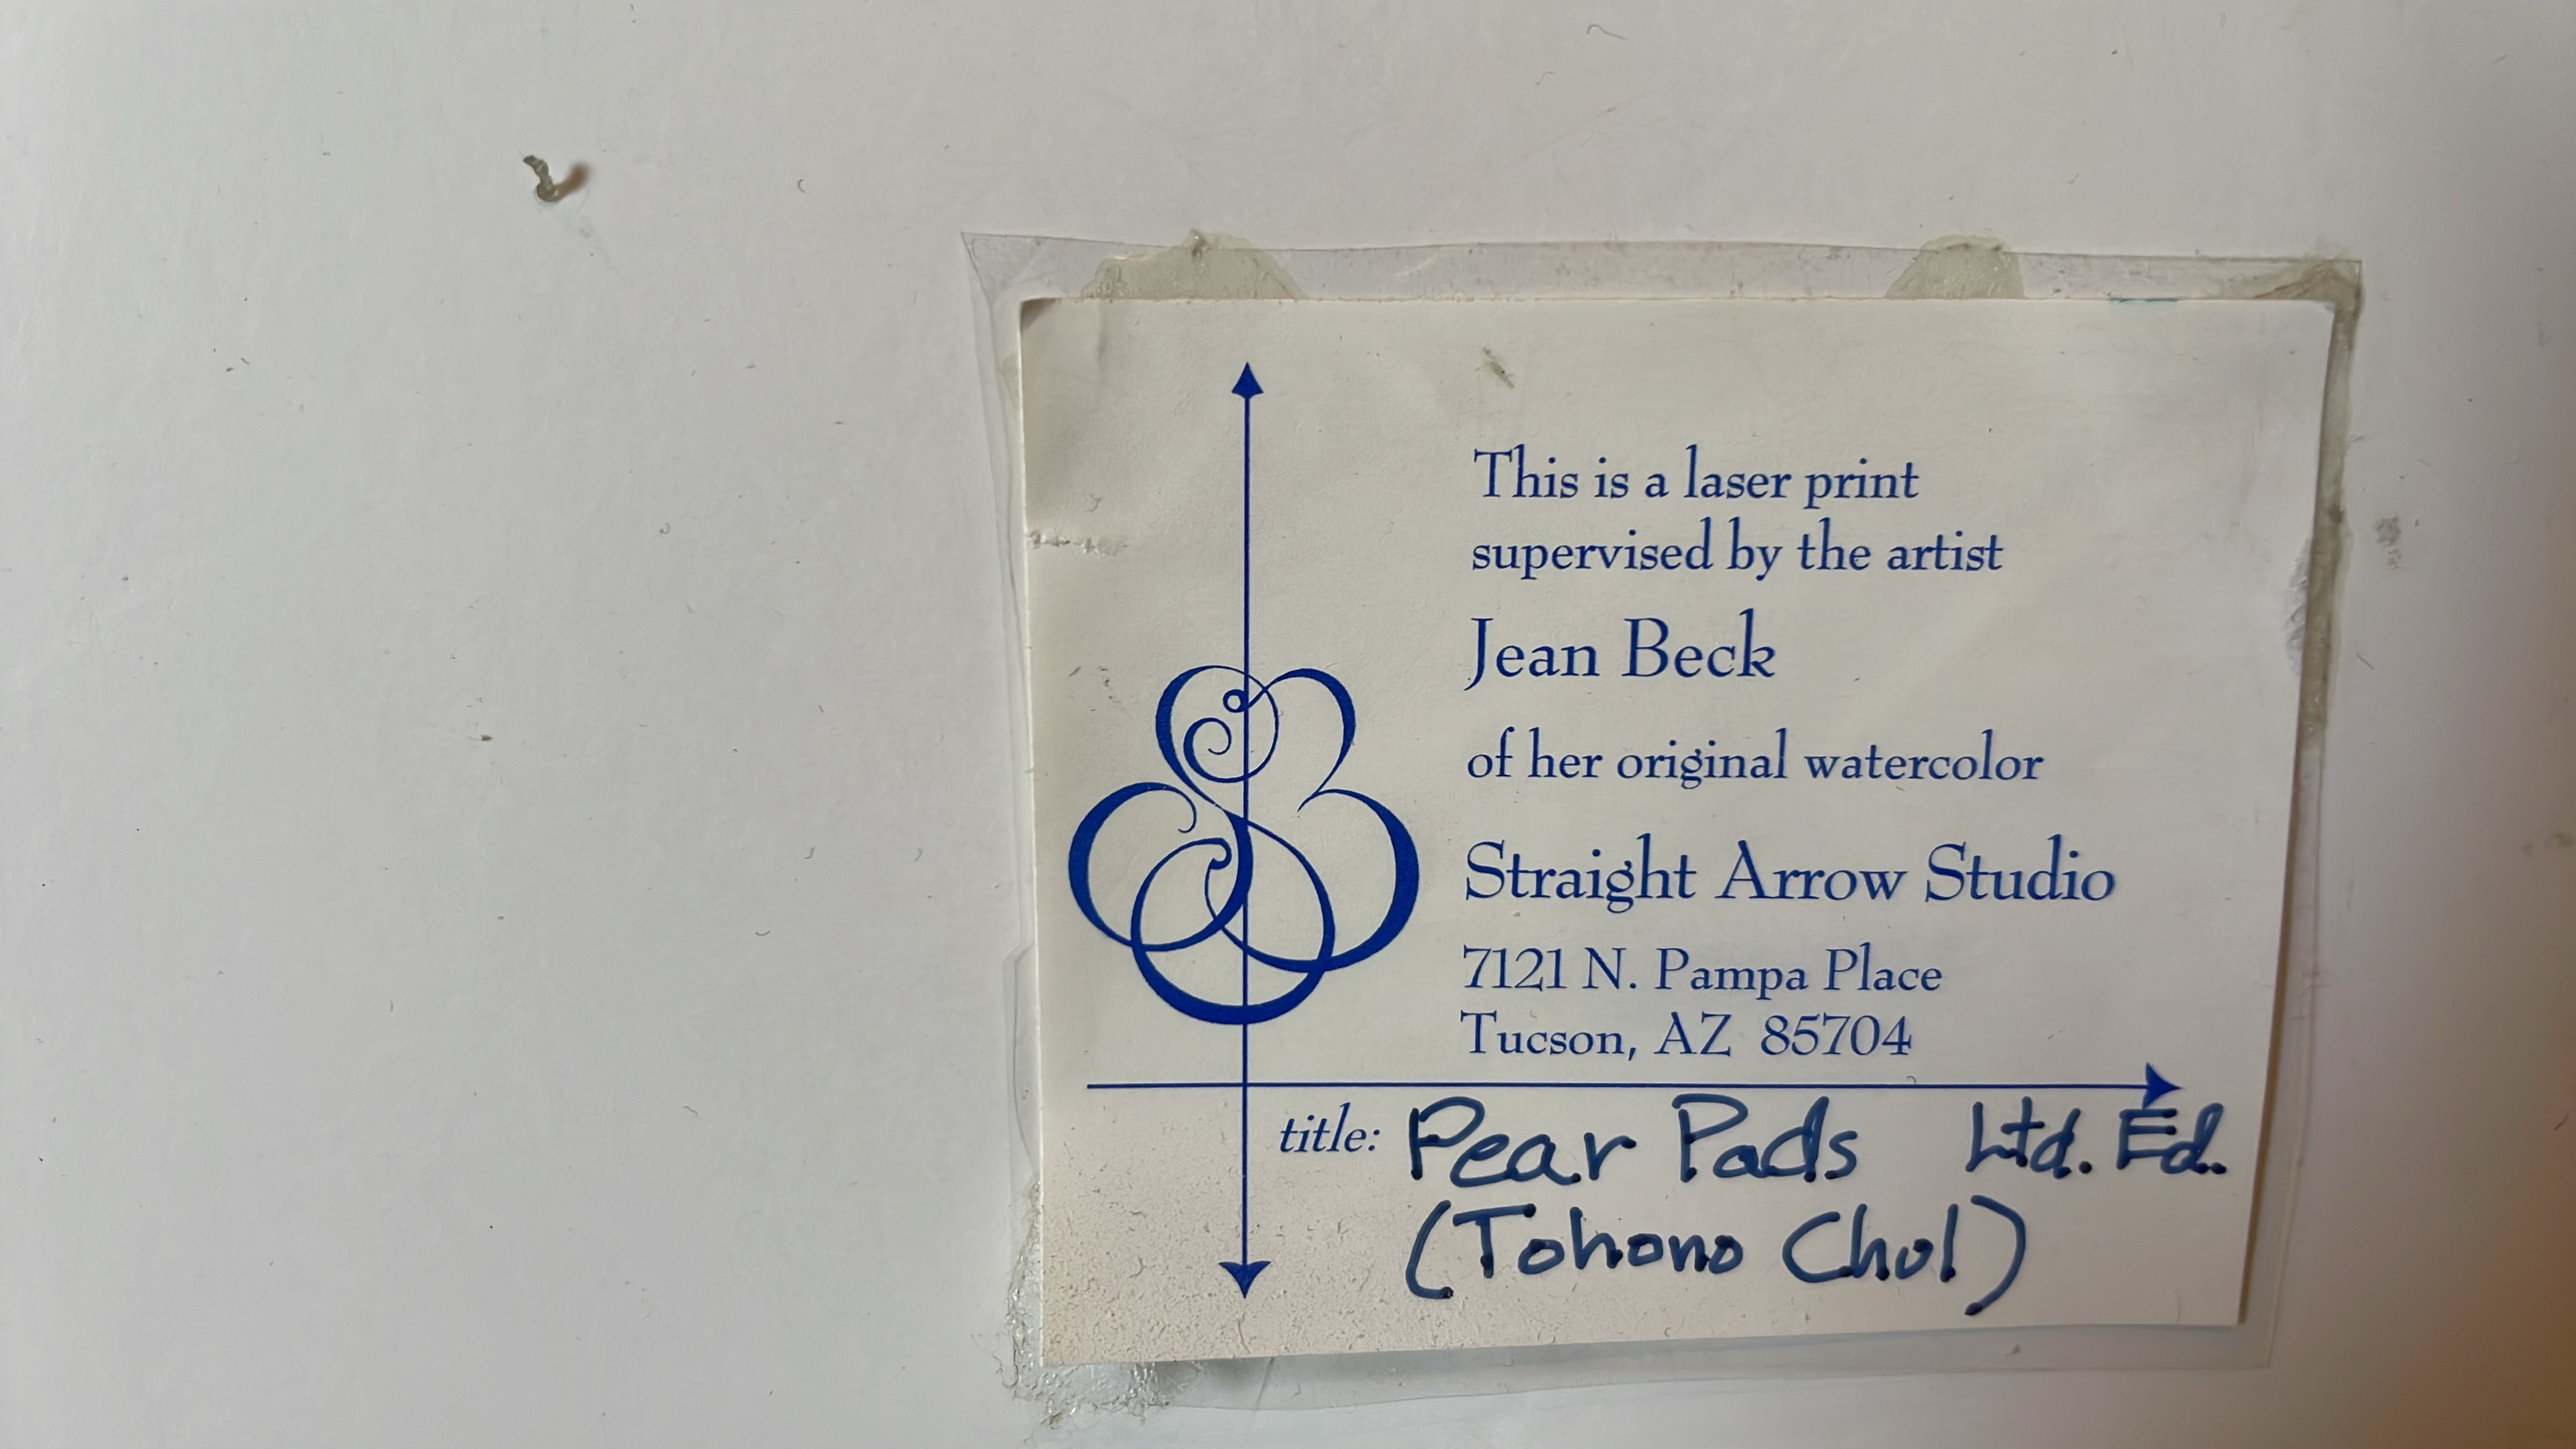 This is a laser print
supervised by the artist
Jean Beck
of her original watercolor
Straight Arrow Studio
7121 N. Pampa Place
Tucson, AZ 85704
title: Pear Pads Ltd. Ed.
(Tohono Chul)